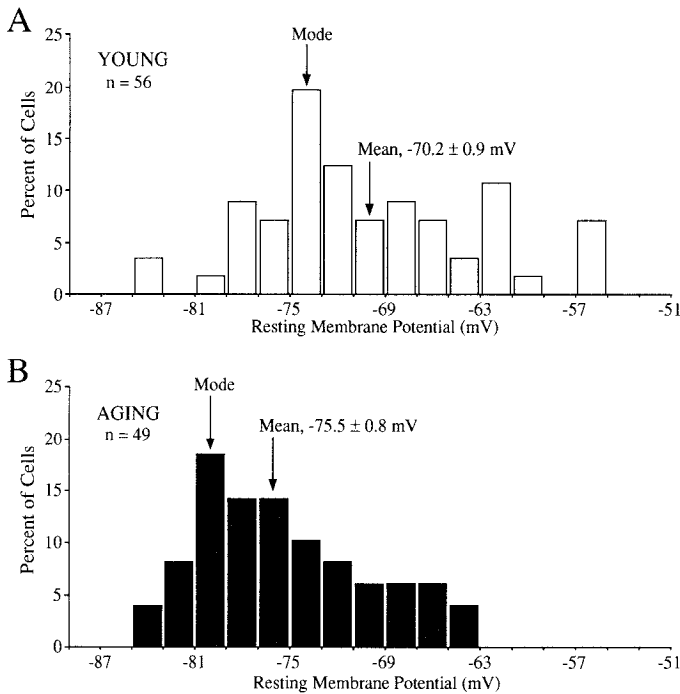 A
Mode
YOUNG
n = 56
Mean, -70.2 ± 0.9 mV
Percent of Cells
25
20
15
10
5
0
-87 -81 -75 -69 -63 -57 -51
Resting Membrane Potential (mV)
B
Mode
AGING
n = 49
Mean, -75.5 ± 0.8 mV
Percent of Cells
25
20
15
10
5
0
-87 -81 -75 -69 -63 -57 -51
Resting Membrane Potential (mV)